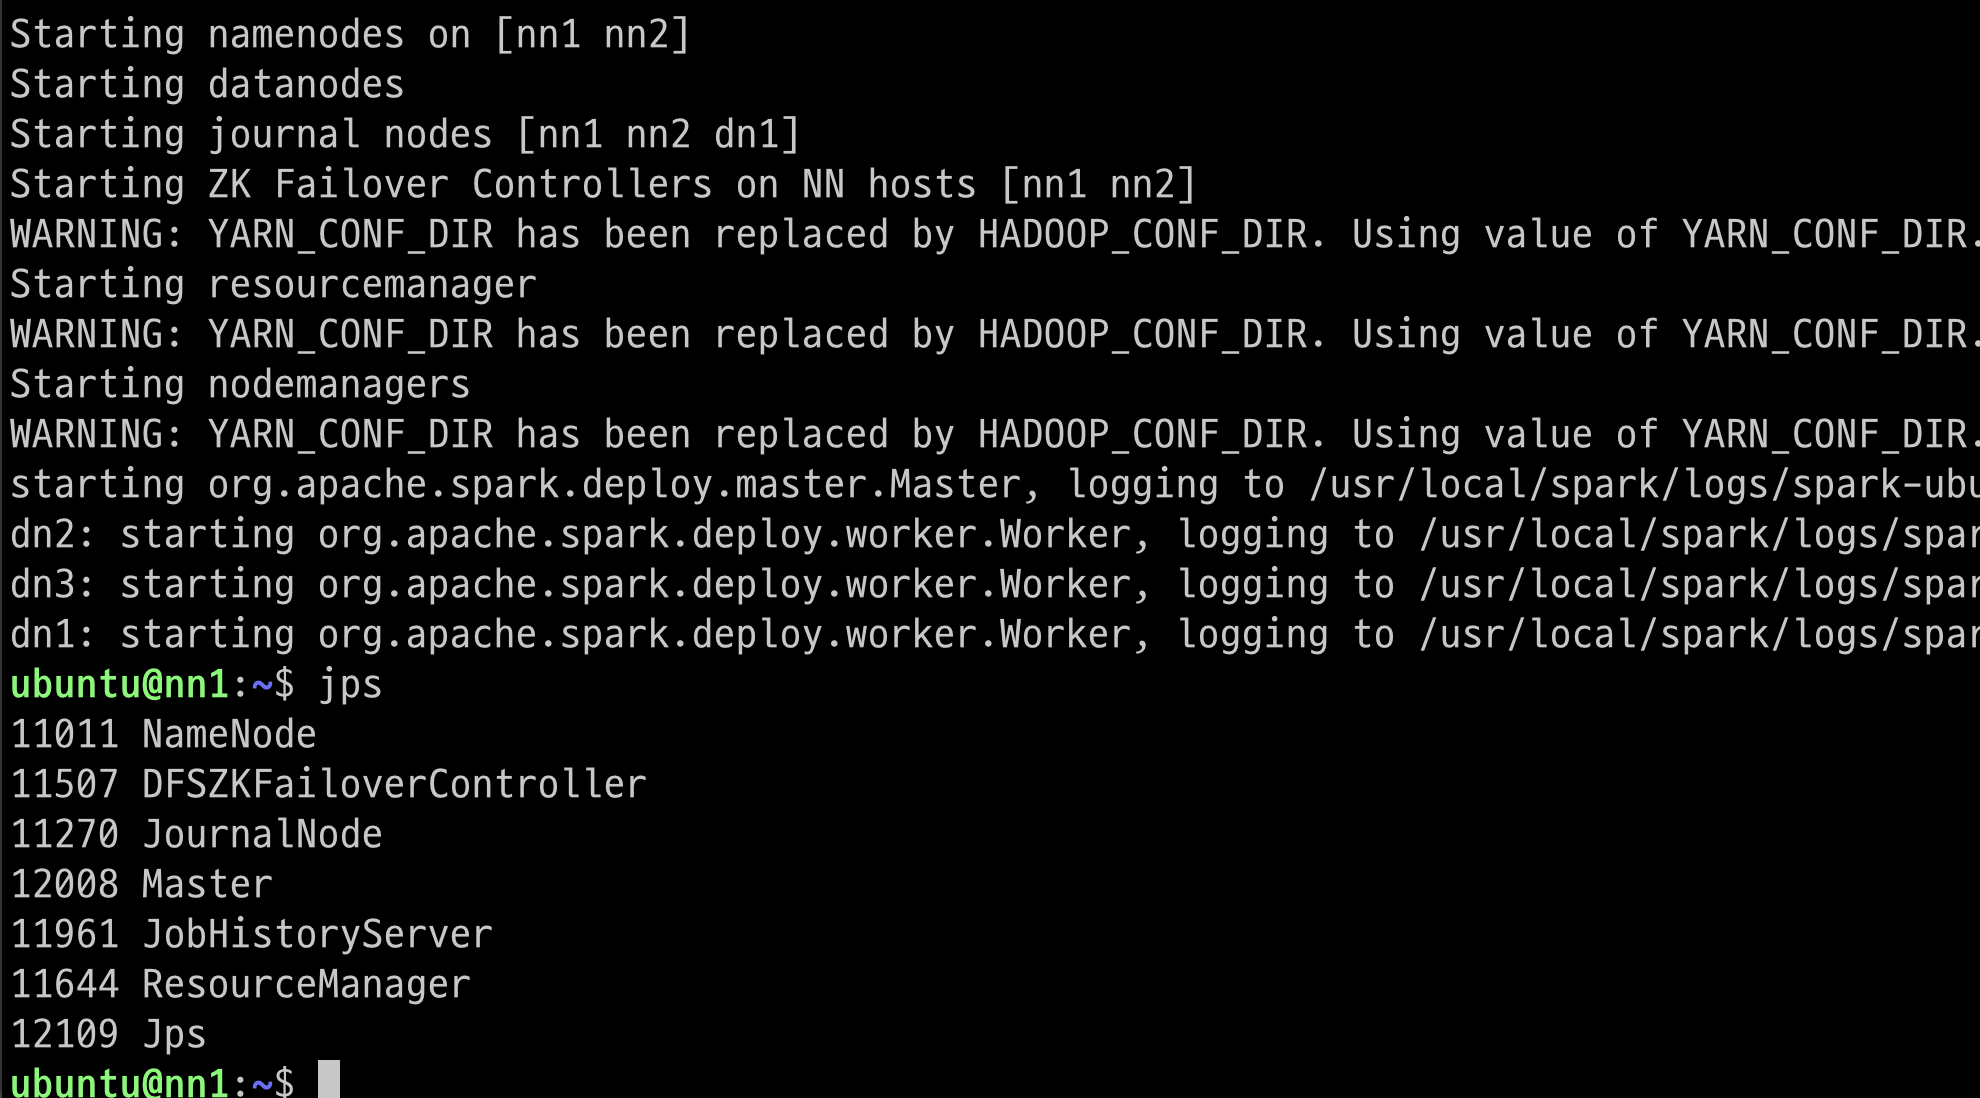 Starting namenodes on [nn1 nn2]
Starting datanodes
Starting journal nodes [nn1 nn2 dn1]
Starting ZK Failover Controllers on NN hosts [nn1 nn2]
WARNING: YARN_CONF_DIR has been replaced by HADOOP_CONF_DIR. Using value of YARN_CONF_DIR.
Starting resourcemanager
WARNING: YARN_CONF_DIR has been replaced by HADOOP_CONF_DIR. Using value of YARN_CONF_DIR.
Starting nodemanagers
WARNING: YARN_CONF_DIR has been replaced by HADOOP_CONF_DIR. Using value of YARN_CONF_DIR.
starting org.apache.spark.deploy.master.Master, logging to /usr/local/spark/logs/spark-ubu
dn2: starting org.apache.spark.deploy.worker.Worker, logging to /usr/local/spark/logs/spar
dn3: starting org.apache.spark.deploy.worker.Worker, logging to /usr/local/spark/logs/spar
dn1: starting org.apache.spark.deploy.worker.Worker, logging to /usr/local/spark/logs/spar
ubuntu@nn1:~$ jps
11011 NameNode
11507 DFSZKFailoverController
11270 JournalNode
12008 Master
11961 JobHistoryServer
11644 ResourceManager
12109 Jps
ubuntu@nn1:~$